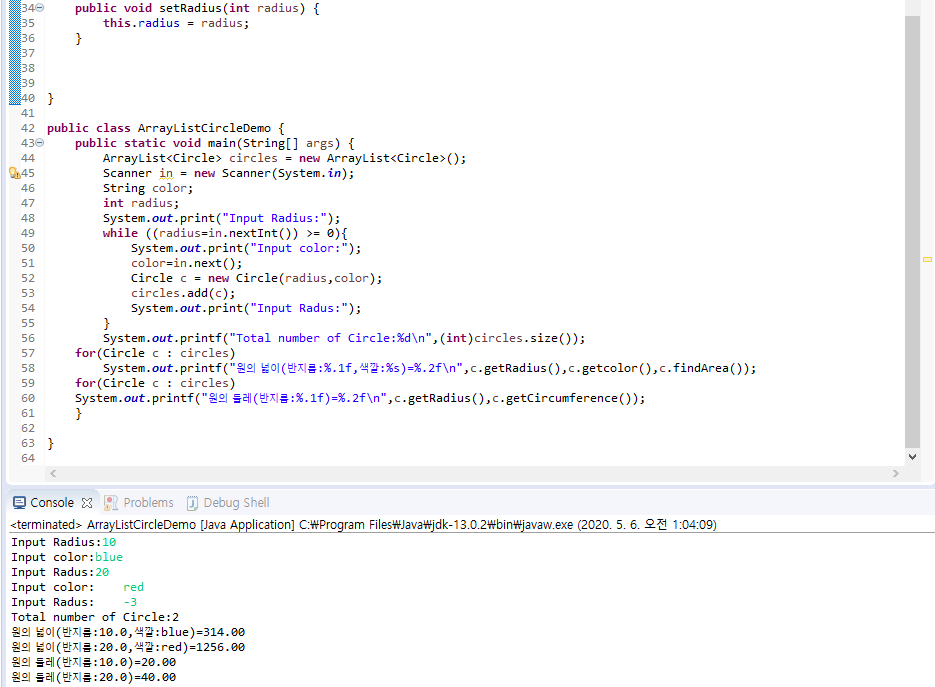 34 public void setRadius(int radius) {
35 this.radius = radius;
36 }
37
38
39
40 }
41
42 public class ArrayListCircleDemo {
43 public static void main(String[] args) {
44 ArrayList<Circle> circles = new ArrayList<Circle>();
45 Scanner in = new Scanner(System.in);
46 String color;
47 int radius;
48 System.out.print("Input Radius:");
49 while ((radius=in.nextInt()) >= 0){
50 System.out.print("Input color:");
51 color=in.next();
52 Circle c = new Circle(radius,color);
53 circles.add(c);
54 System.out.print("Input Radus:");
55 }
56 System.out.printf("Total number of Circle:%d\n",(int)circles.size());
57 for(Circle c : circles)
58 System.out.printf("원의 넓이(반지름:%.1f,색깔:%s)=%.2f\n",c.getRadius(),c.getcolor(),c.findArea());
59 for(Circle c : circles)
60 System.out.printf("원의 둘레(반지름:%.1f)=%.2f\n",c.getRadius(),c.getCircumference());
61 }
62
63 }
64
Console Problems Debug Shell
<terminated> ArrayListCircleDemo [Java Application] C:₩Program Files₩Java₩jdk-13.0.2₩bin₩javaw.exe (2020. 5. 6. 오전 1:04:09)
Input Radius:10
Input color:blue
Input Radus:20
Input color: red
Input Radus: -3
Total number of Circle:2
원의 넓이(반지름:10.0,색깔:blue)=314.00
원의 넓이(반지름:20.0,색깔:red)=1256.00
원의 둘레(반지름:10.0)=20.00
원의 둘레(반지름:20.0)=40.00